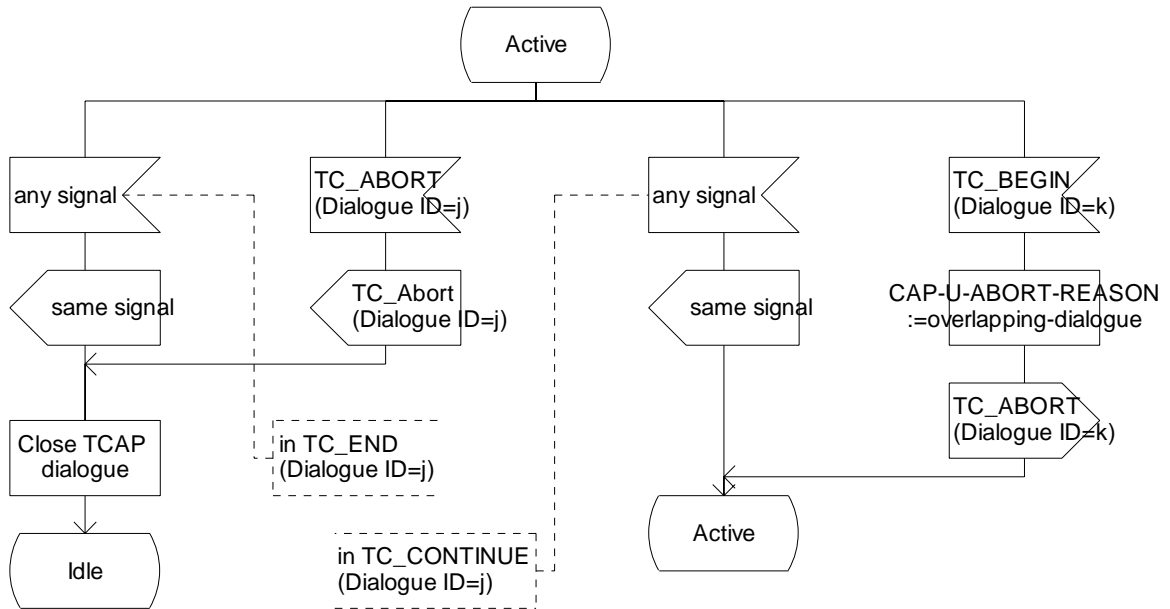 Active
any signal
TC_ABORT
(Dialogue ID=j)
any signal
TC_BEGIN
(Dialogue ID=k)
same signal
TC_Abort
(Dialogue ID=j)
same signal
CAP-U-ABORT-REASON
:=overlapping-dialogue
Close TCAP
dialogue
in TC_END
(Dialogue ID=j)
TC_ABORT
(Dialogue ID=k)
Idle
in TC_CONTINUE
(Dialogue ID=j)
Active